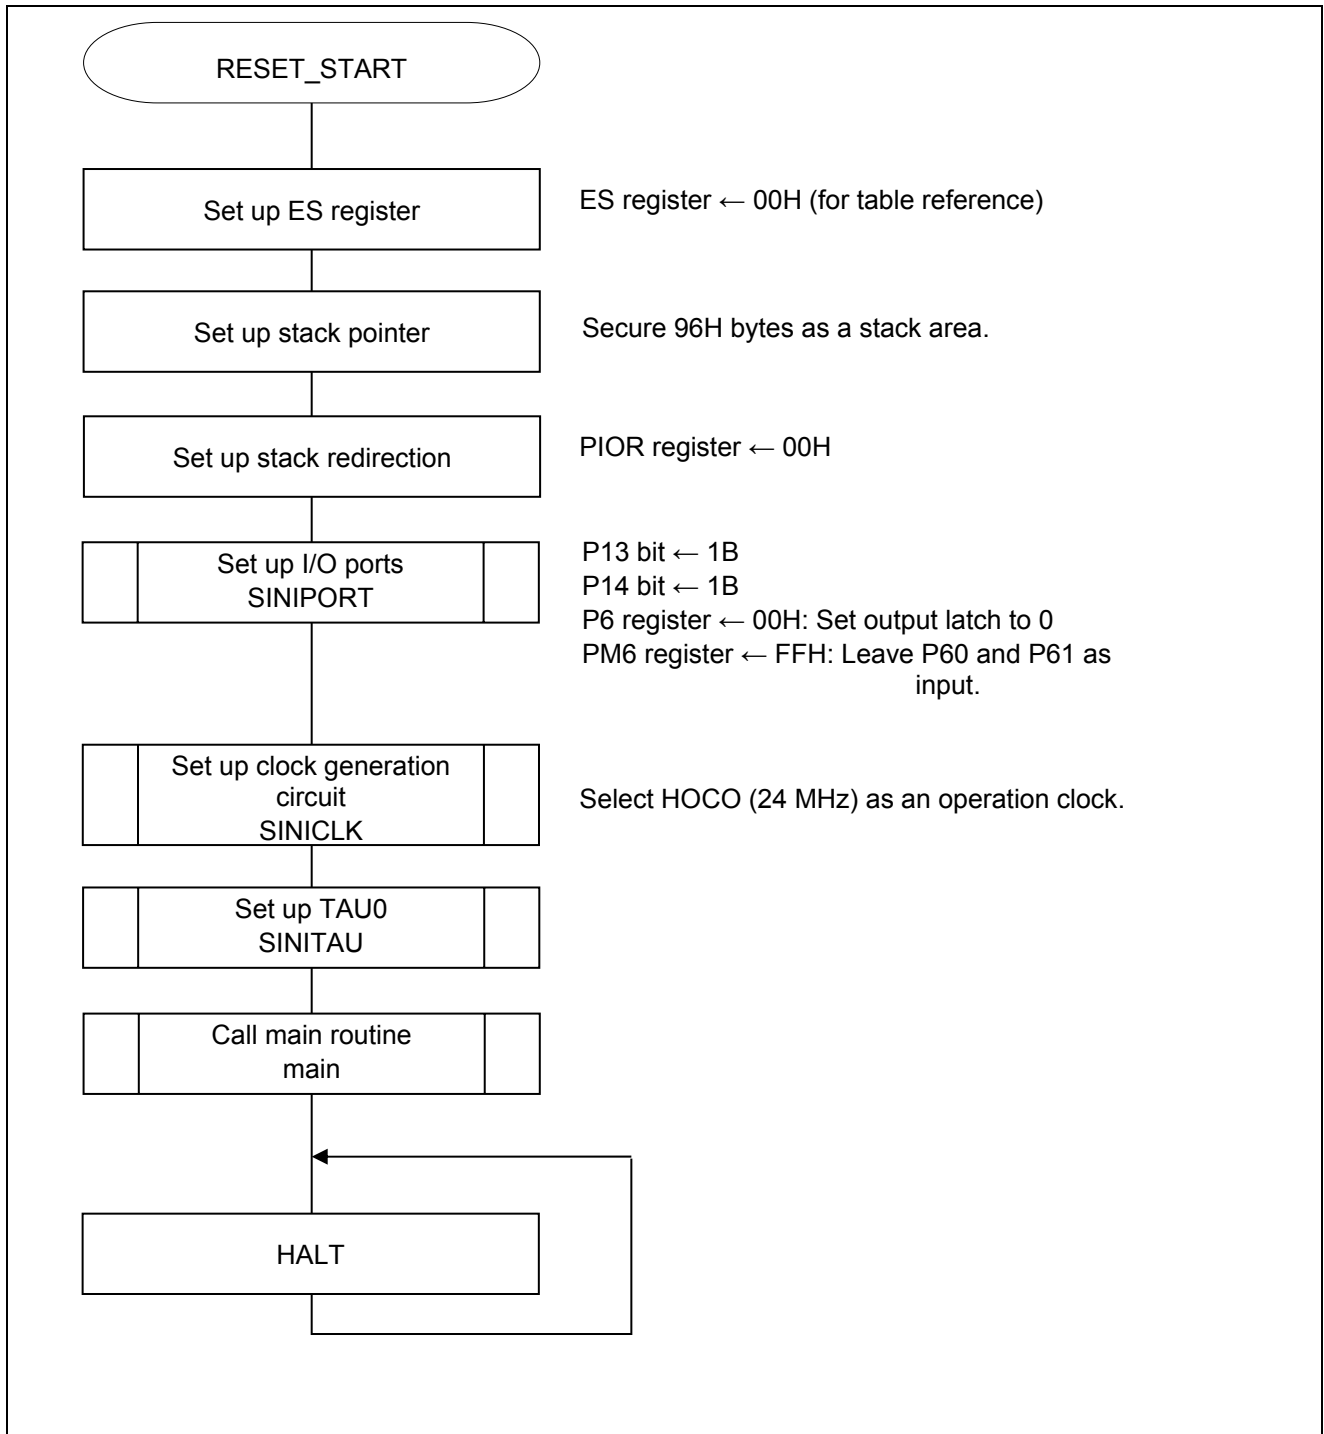 RESET_START
Set up ES register
ES register ← 00H (for table reference)
Set up stack pointer
Secure 96H bytes as a stack area.
Set up stack redirection
PIOR register ← 00H
Set up I/O ports
SINIPORT
P13 bit ← 1B
P14 bit ← 1B
P6 register ← 00H: Set output latch to 0
PM6 register ← FFH: Leave P60 and P61 as
input.
Set up clock generation
circuit
SINICLK
Select HOCO (24 MHz) as an operation clock.
Set up TAU0
SINITAU
Call main routine
main
HALT